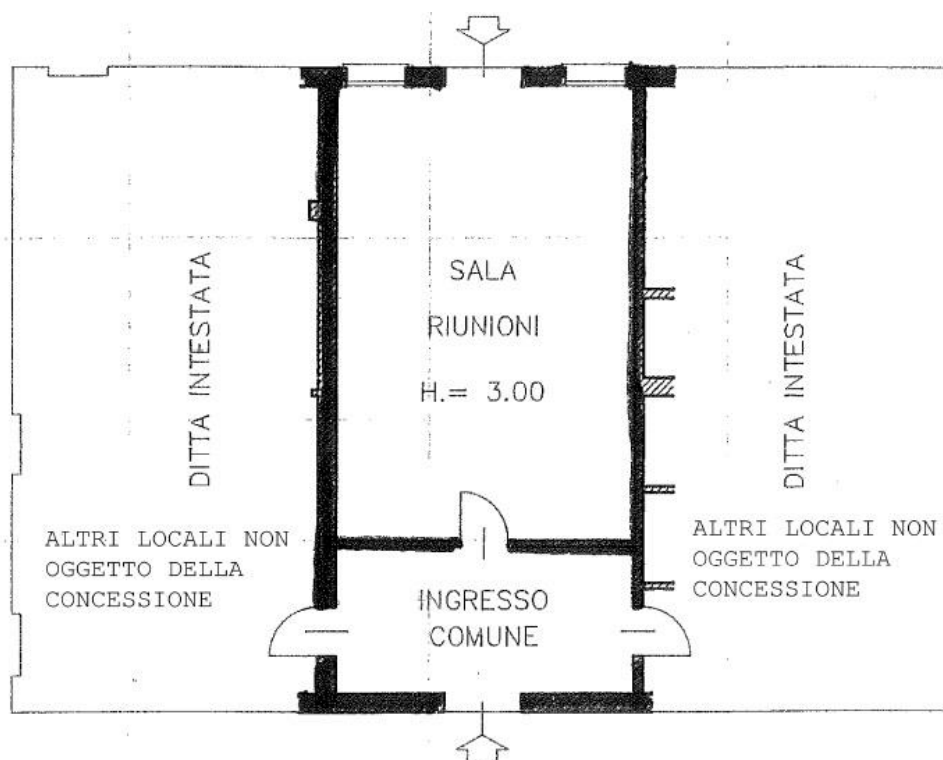 SALA
RIUNIONI
H.= 3.00
DITTA INTESTATA
DITTA INTESTATA
ALTRI LOCALI NON
OGGETTO DELLA
CONCESSIONE
INGRESSO
COMUNE
ALTRI LOCALI NON
OGGETTO DELLA
CONCESSIONE